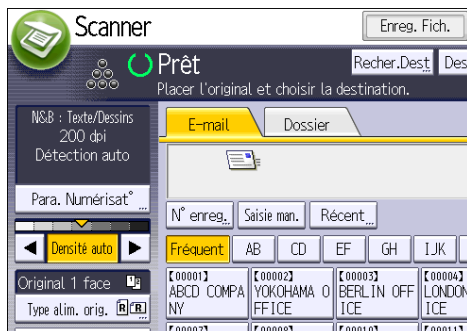 Scanner
Enreg. Fich.
Prêt
Recher.Dest
Des
Placer l'original et choisir la destination.
N&B : Texte/Dessins
200 dpi
Détection auto
Para. Numérisat°
E-mail
Dossier
N° enreg.
Saisie man.
Récent
Densité auto
Fréquent
AB
CD
EF
GH
IJK
Original 1 face
Type alim. orig.
[00001]
ABCD COMPA
NY
[00002]
YOKOHAMA O
FFICE
[00003]
BERLIN OFF
ICE
[00004]
LONDON
ICE